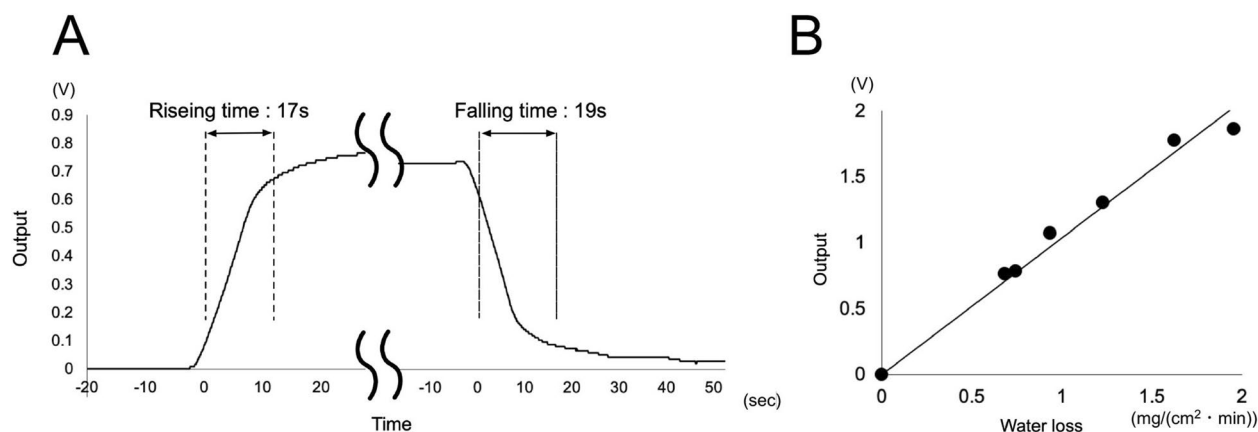 A
(V)
0.9
0.8
0.7
0.6
0.5
0.4
0.3
0.2
0.1
0
Output
Riseing time : 17s
Falling time : 19s
-20
-10
0
10
20
-10
0
10
20
30
40
50
(sec)
Time
B
(V)
2
1.5
1
0.5
0
Output
0
0.5
1
1.5
2
Water loss
(mg/(cm²・min))